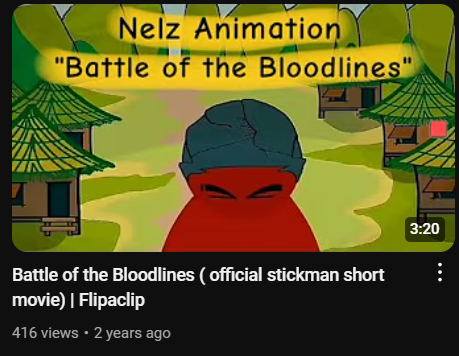 Nelz Animation
"Battle of the Bloodlines"
3:20
Battle of the Bloodlines ( official stickman short
movie) | Flipaclip
416 views • 2 years ago